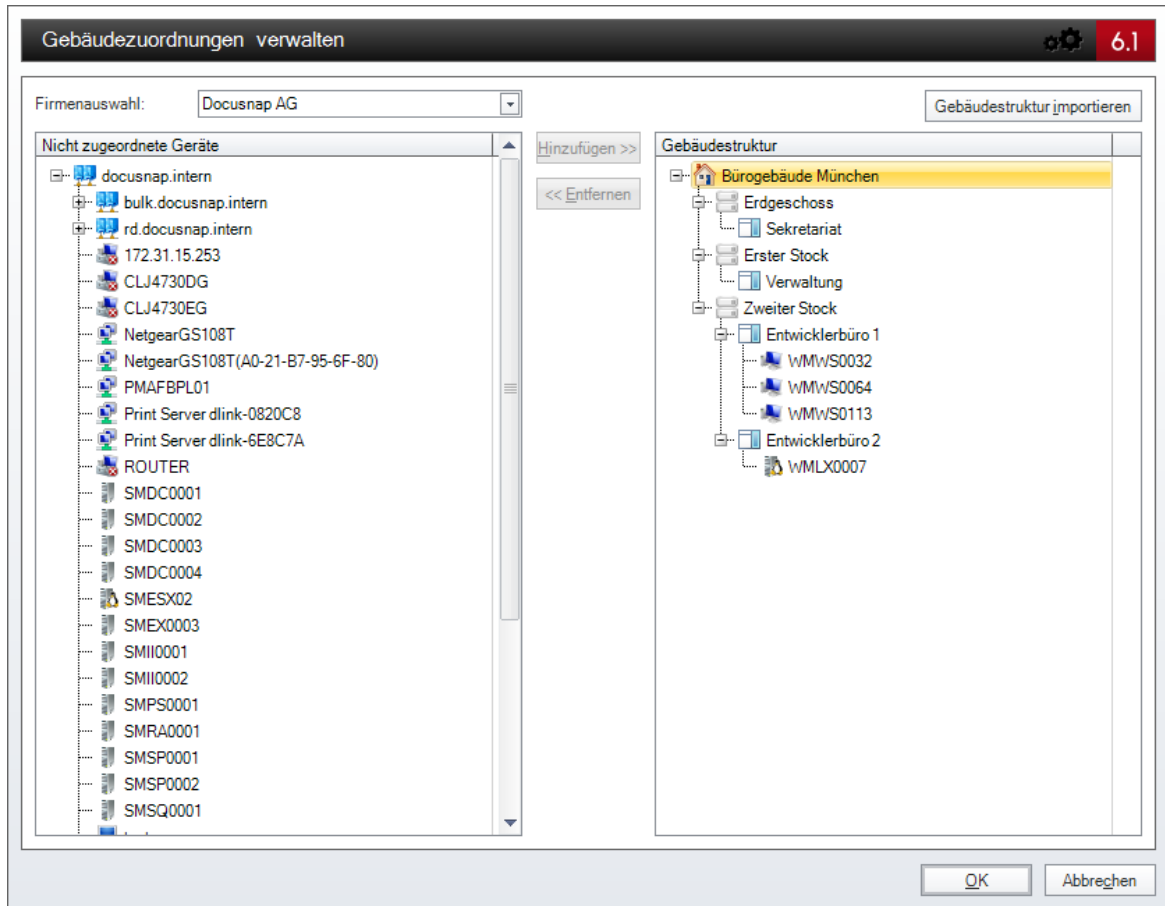 Gebäudezuordnungen verwalten
6.1
Firmenauswahl:
Docusnap AG
Gebäudestruktur importieren
Nicht zugeordnete Geräte
docusnap.intern
bulk.docusnap.intern
rd.docusnap.intern
172.31.15.253
CLJ4730DG
CLJ4730EG
NetgearGS108T
NetgearGS108T(A0-21-B7-95-6F-80)
PMAFBPL01
Print Server dlink-0820C8
Print Server dlink-6E8C7A
ROUTER
SMDC0001
SMDC0002
SMDC0003
SMDC0004
SMESX02
SMEX0003
SMII0001
SMII0002
SMPS0001
SMRA0001
SMSP0001
SMSP0002
SMSQ0001
Hinzufügen >>
<< Entfernen
Gebäudestruktur
Bürogebäude München
Erdgeschoss
Sekretariat
Erster Stock
Verwaltung
Zweiter Stock
Entwicklerbüro 1
WMWS0032
WMWS0064
WMWS0113
Entwicklerbüro 2
WMLX0007
OK
Abbrechen